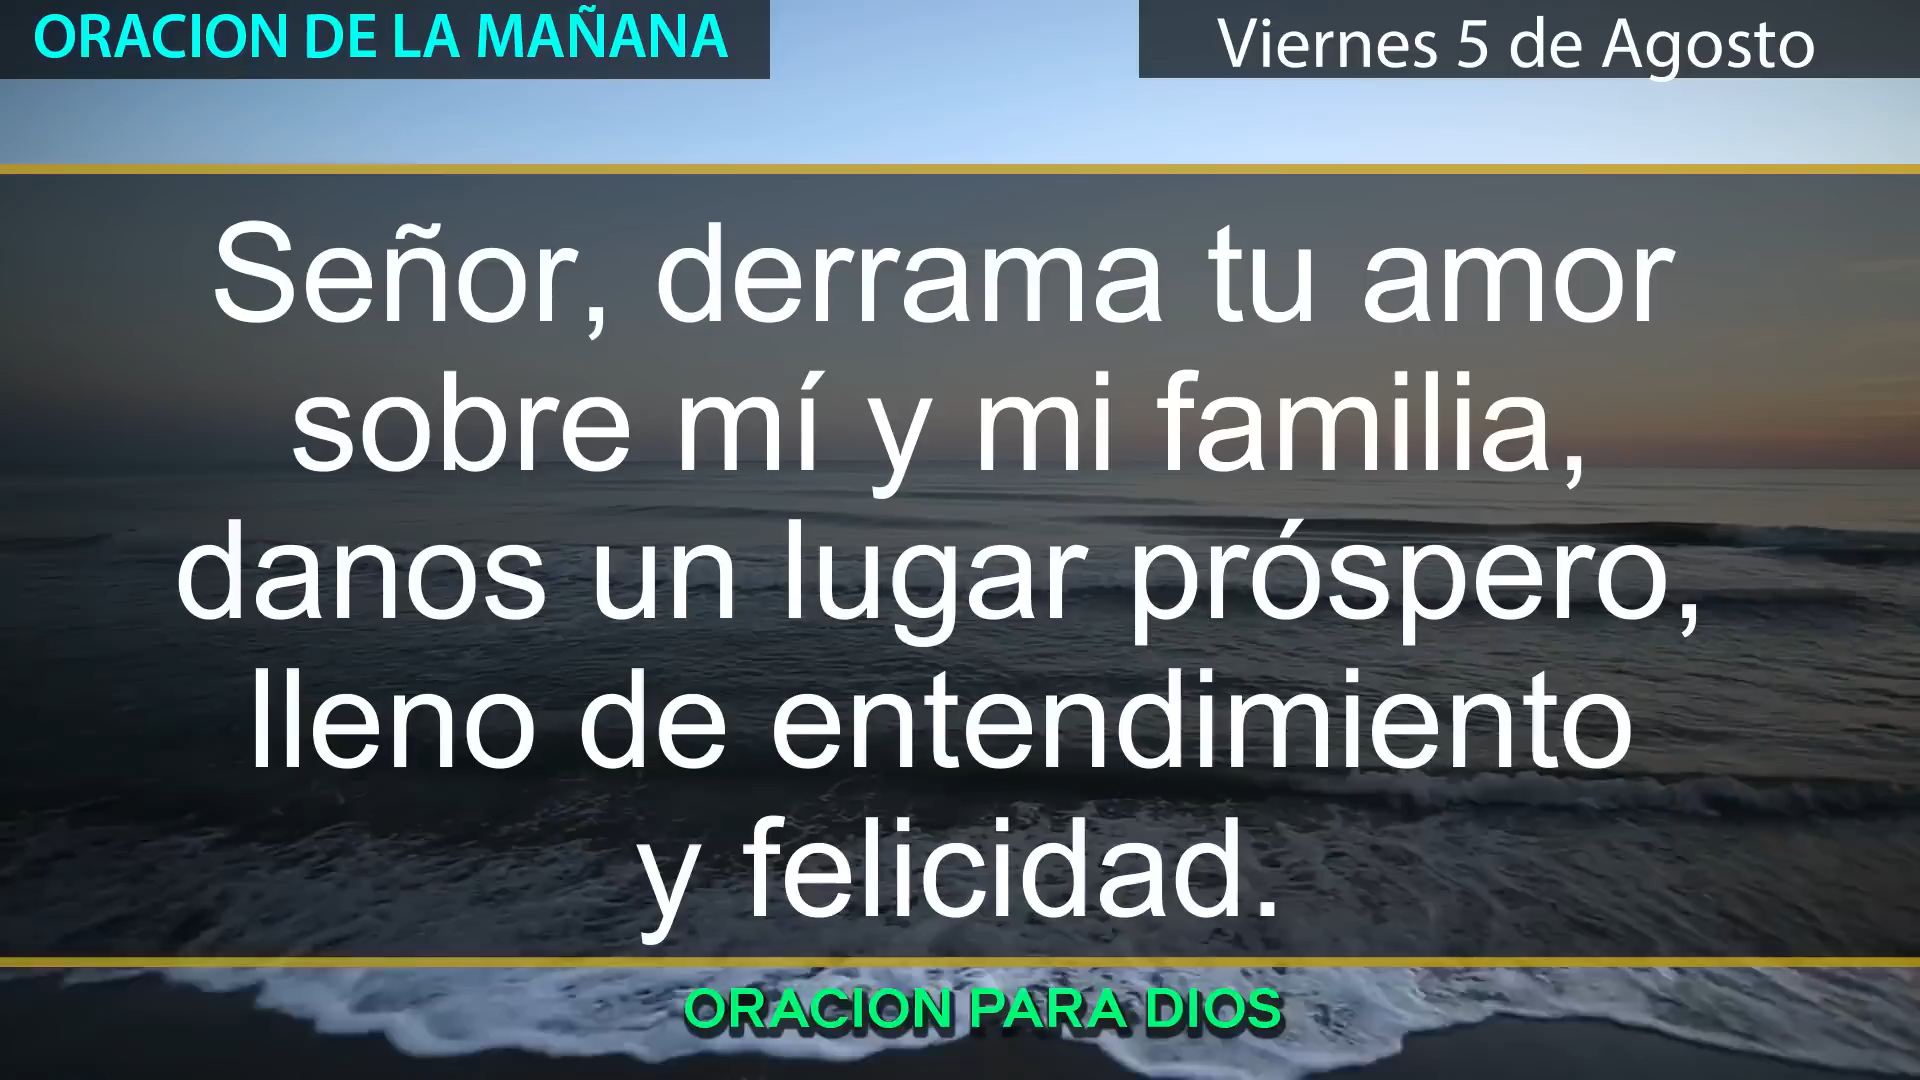 ORACION DE LA MAÑANA
Viernes 5 de Agosto
Señor, derrama tu amor
sobre mí y mi familia,
danos un lugar próspero,
lleno de entendimiento
y felicidad.
ORACION PARA DIOS